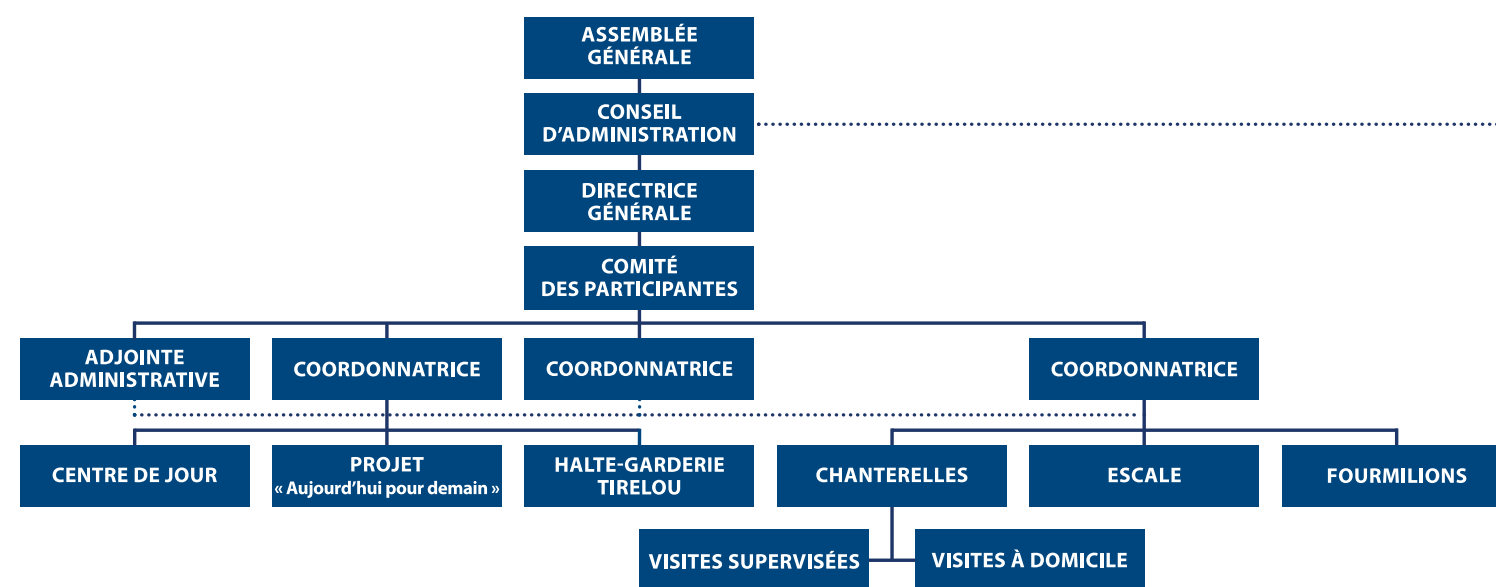 ASSEMBLÉE
GÉNÉRALE
CONSEIL
D'ADMINISTRATION
DIRECTRICE
GÉNÉRALE
COMITÉ
DES PARTICIPANTES
ADJOINTE
ADMINISTRATIVE
COORDONNATRICE
COORDONNATRICE
COORDONNATRICE
CENTRE DE JOUR
PROJET
« Aujourd'hui pour demain »
HALTE-GARDERIE
TIRELOU
CHANTERELLES
ESCALE
FOURMILIONS
VISITES SUPERVISÉES
VISITES À DOMICILE